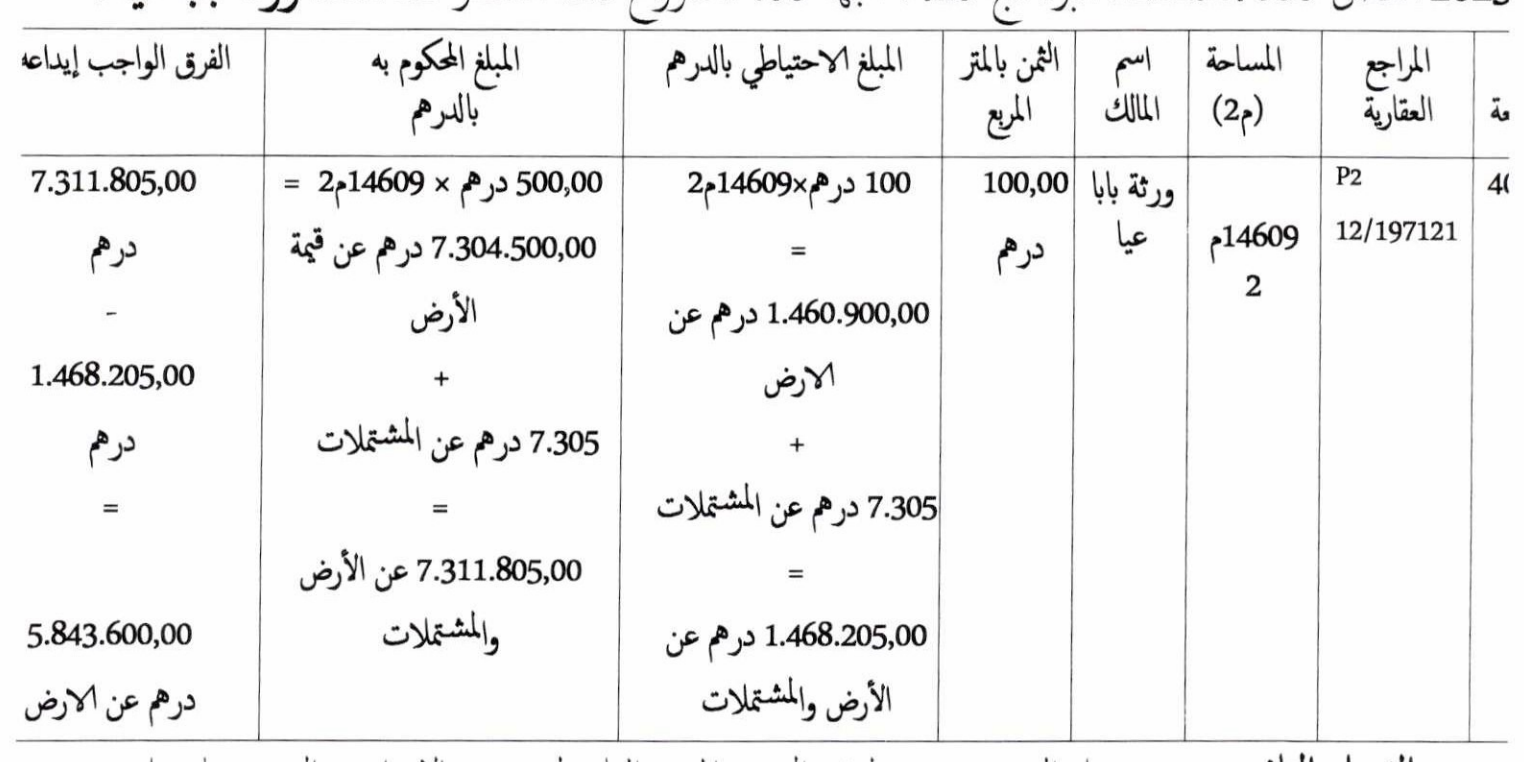 المراجع العقارية | المساحة (م2) | اسم المالك | الثمن بالمتر المربع | المبلغ الاحتياطي بالدرهم | المبلغ المحكوم به بالدرهم | الفرق الواجب إيداعه
P2
12/197121
14609م
2
ورثة بابا
عيا
100,00
درهم
100 درهم×14609م2
=
1.460.900,00 درهم عن
الارض
+
7.305 درهم عن المشتملات
=
1.468.205,00 درهم عن
الأرض والمشتملات
500,00 درهم × 14609م2 =
7.304.500,00 درهم عن قيمة
الأرض
+
7.305 درهم عن المشتملات
=
7.311.805,00 عن الأرض
والمشتملات
7.311.805,00
درهم
-
1.468.205,00
درهم
=
5.843.600,00
درهم عن الارض